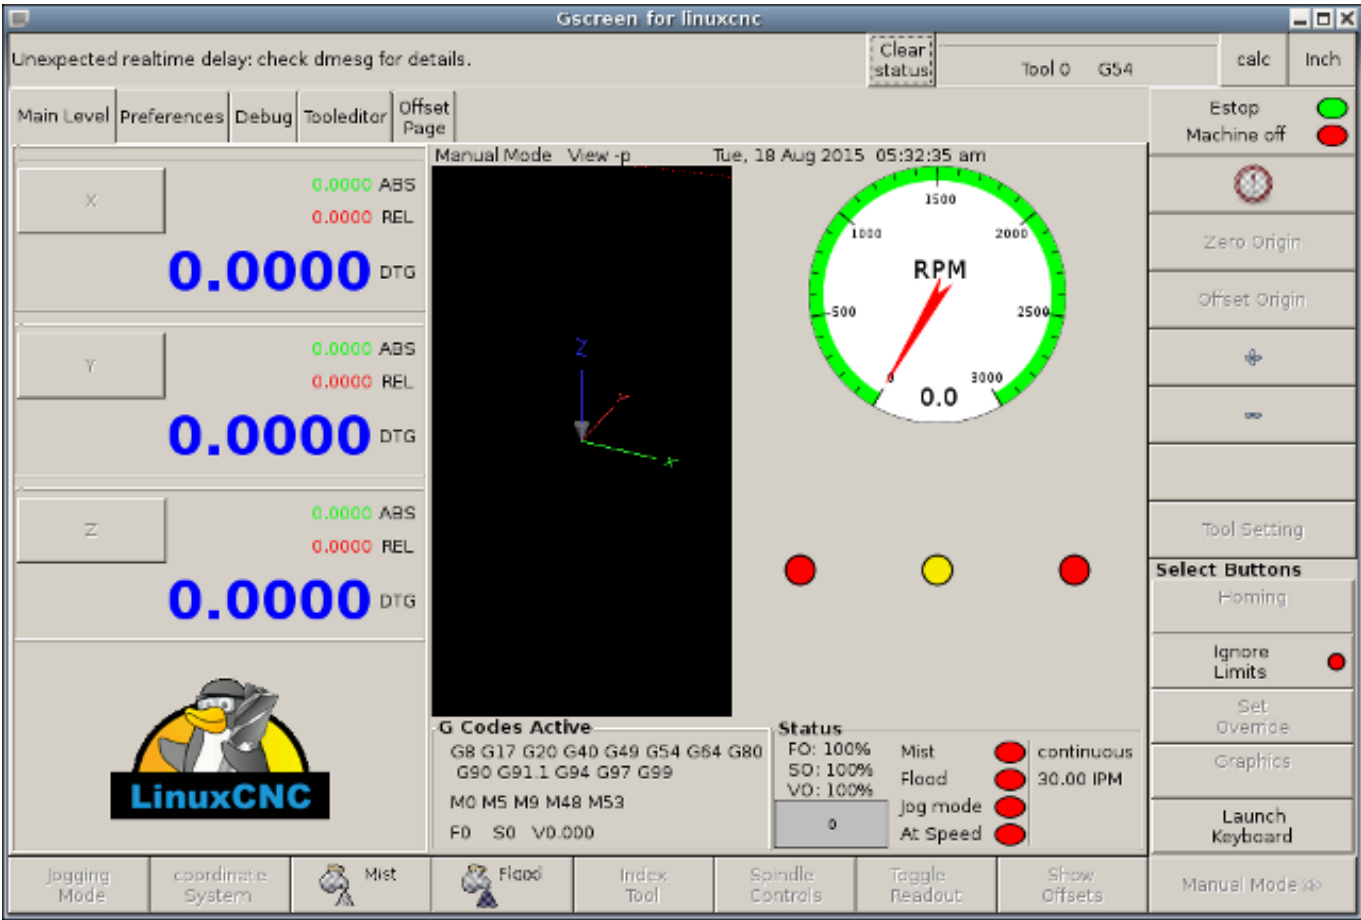 Gscreen for linuxcnc
Unexpected realtime delay: check dmesg for details.
Clear
status
Tool 0 G54
calc
Inch
Main Level
Preferences
Debug
Tooleditor
Offset
Page
Estop
Machine off
Manual Mode View -p Tue, 18 Aug 2015 05:32:35 am
X
0.0000 ABS
0.0000 REL
0.0000 DTG
Y
0.0000 ABS
0.0000 REL
0.0000 DTG
Z
0.0000 ABS
0.0000 REL
0.0000 DTG
LinuxCNC
Z
Y
X
1500
1000
2000
RPM
500
2500
0
3000
0.0
Zero Origin
Offset Origin
Tool Setting
Select Buttons
Homing
Ignore
Limits
Set
Override
Graphics
Launch
Keyboard
G Codes Active
G8 G17 G20 G40 G49 G54 G64 G80
G90 G91.1 G94 G97 G99
M0 M5 M9 M48 M53
F0 S0 V0.000
Status
FO: 100%
SO: 100%
VO: 100%
0
Mist
Flood
Jog mode
At Speed
continuous
30.00 IPM
Jogging
Mode
coordinate
System
Mist
Flood
Index
Tool
Spindle
Controls
Toggle
Readout
Show
Offsets
Manual Mode >>